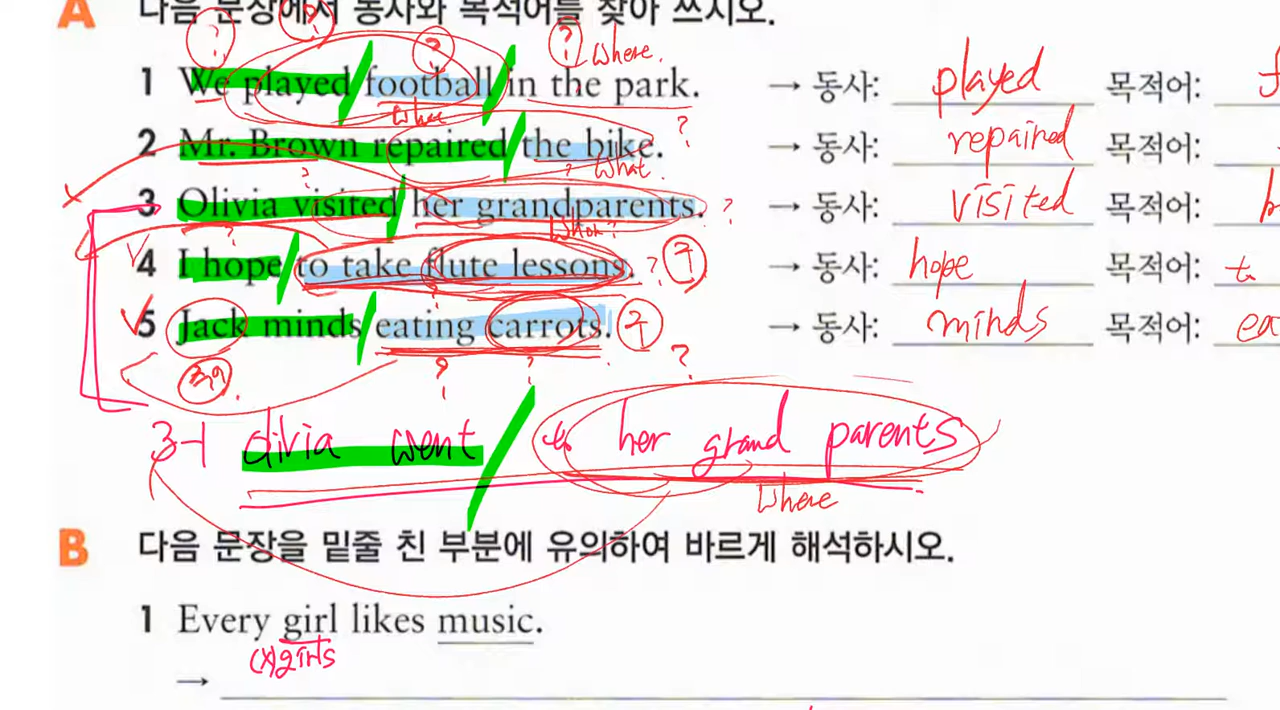 A 다음 문장에서 동사와 목적어를 찾아 쓰시오.
? ? ? ? Where
1 We played football in the park. → 동사: played 목적어: f
What ?
2 Mr. Brown repaired the bike. → 동사: repaired 목적어:
? ? What
3 Olivia visited her grandparents. ? → 동사: visited 목적어: h
? Whom?
4 I hope to take flute lessons. ? 구 → 동사: hope 목적어: t
?
5 Jack minds eating carrots. 구 → 동사: minds 목적어: ea
? ? ?
3-1 Olivia went to her grand parents
Where
B 다음 문장을 밑줄 친 부분에 유의하여 바르게 해석하시오.
1 Every girl likes music.
(x)girls
→